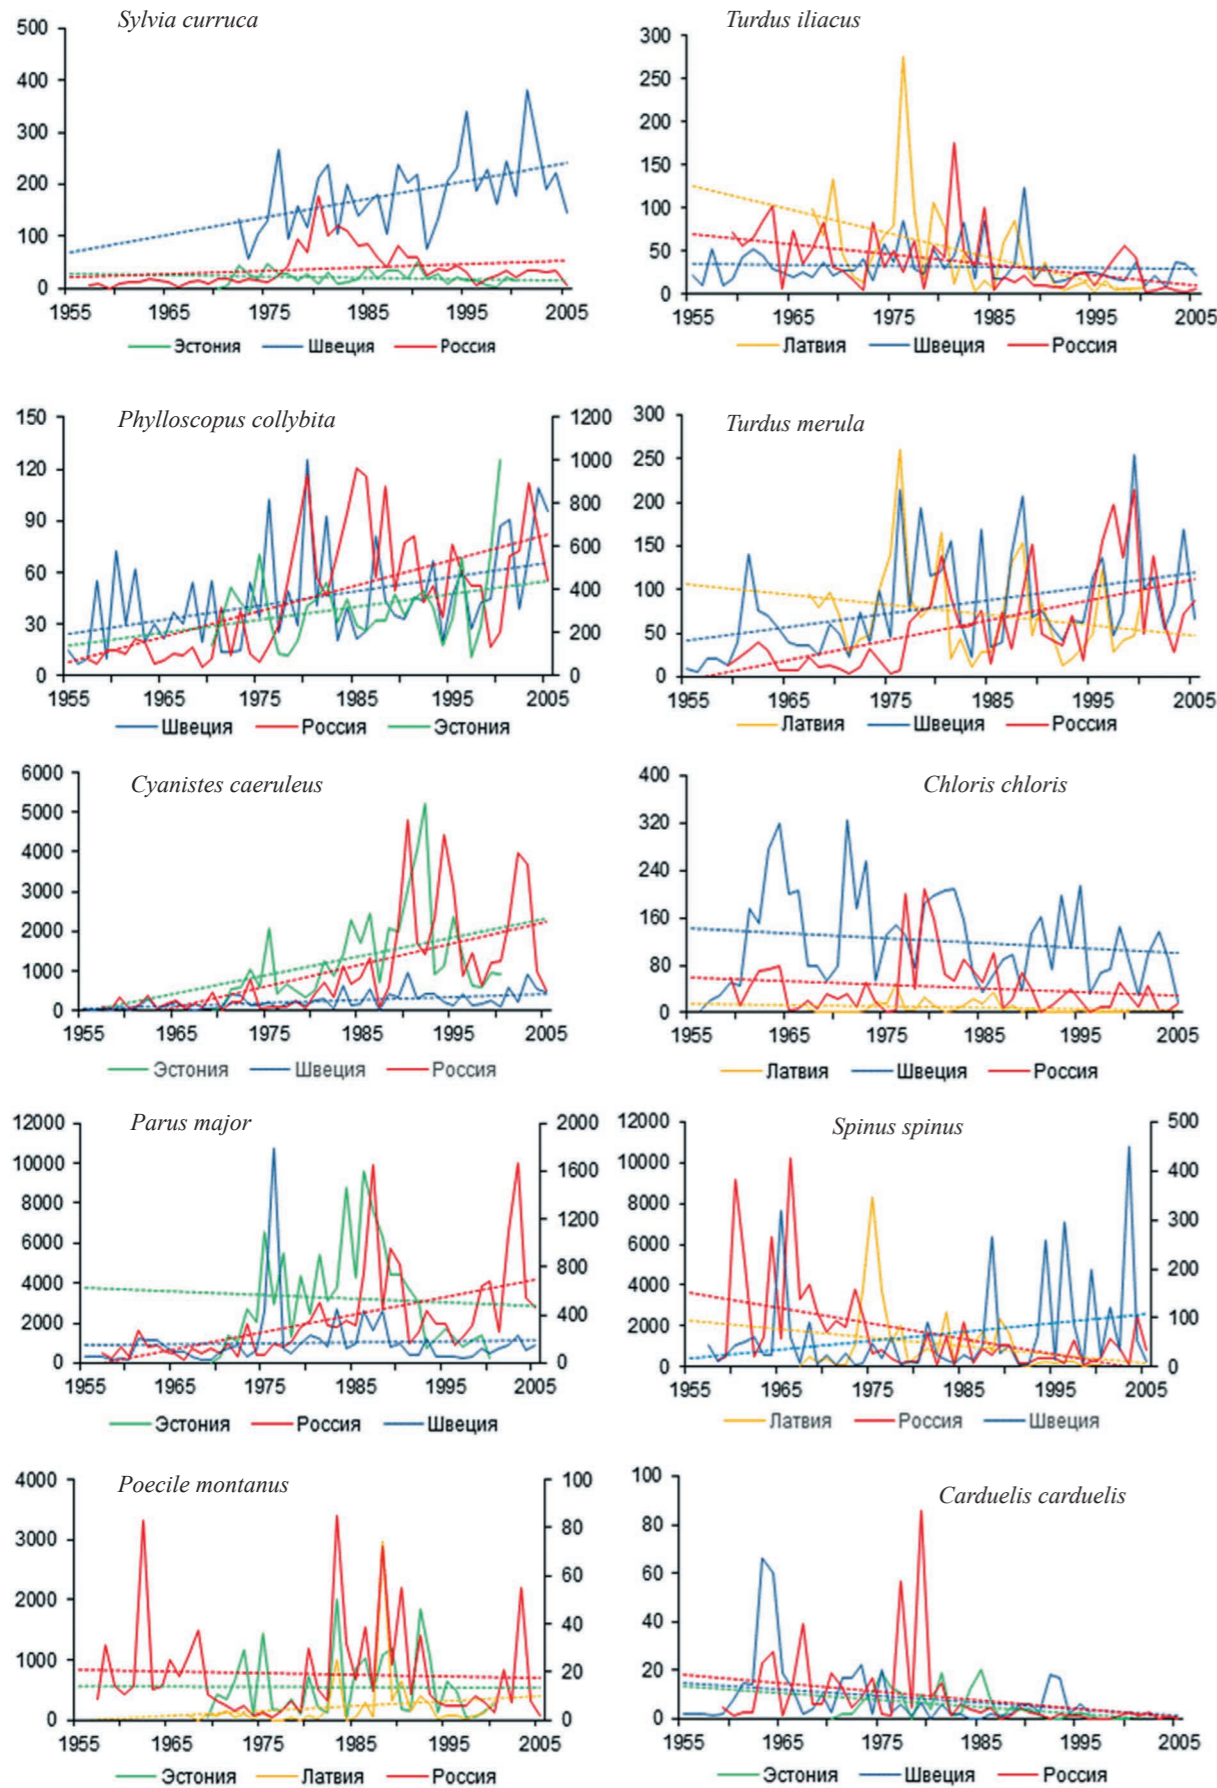 Sylvia curruca
500
400
300
200
100
0
1955 1965 1975 1985 1995 2005
Эстония Швеция Россия
Turdus iliacus
300
250
200
150
100
50
0
1955 1965 1975 1985 1995 2005
Латвия Швеция Россия
Phylloscopus collybita
150 1200
120 1000
90 800
60 600
30 400
0 200
0
1955 1965 1975 1985 1995 2005
Швеция Россия Эстония
Turdus merula
300
250
200
150
100
50
0
1955 1965 1975 1985 1995 2005
Латвия Швеция Россия
Cyanistes caeruleus
6000
5000
4000
3000
2000
1000
0
1955 1965 1975 1985 1995 2005
Эстония Швеция Россия
Chloris chloris
400
320
240
160
80
0
1955 1965 1975 1985 1995 2005
Латвия Швеция Россия
Parus major
12000 2000
10000 1600
8000 1200
6000 800
4000 400
2000 0
0
1955 1965 1975 1985 1995 2005
Эстония Россия Швеция
Spinus spinus
12000 500
10000 400
8000 300
6000 200
4000 100
2000 0
0
1955 1965 1975 1985 1995 2005
Латвия Россия Швеция
Poecile montanus
4000 100
3000 80
2000 60
1000 40
0 20
0
1955 1965 1975 1985 1995 2005
Эстония Латвия Россия
Carduelis carduelis
100
80
60
40
20
0
1955 1965 1975 1985 1995 2005
Эстония Швеция Россия